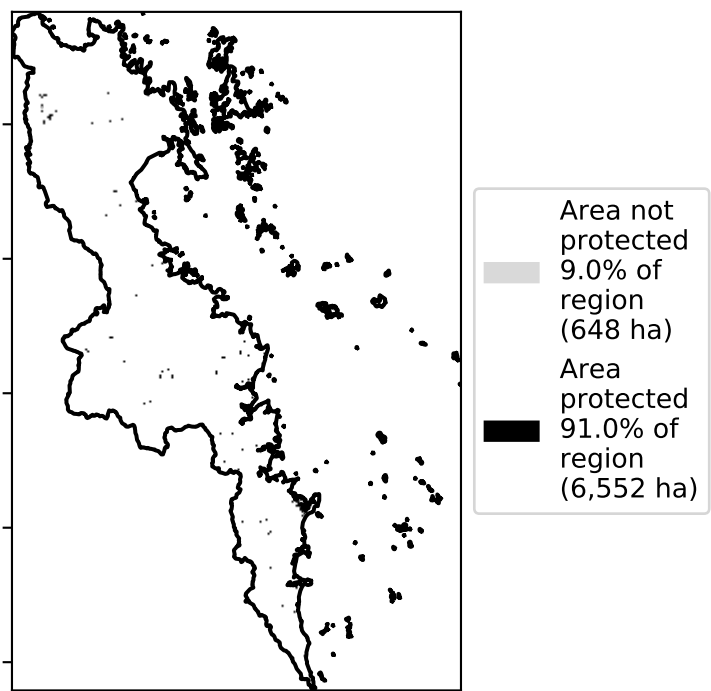 Area not
protected
9.0% of
region
(648 ha)
Area
protected
91.0% of
region
(6,552 ha)